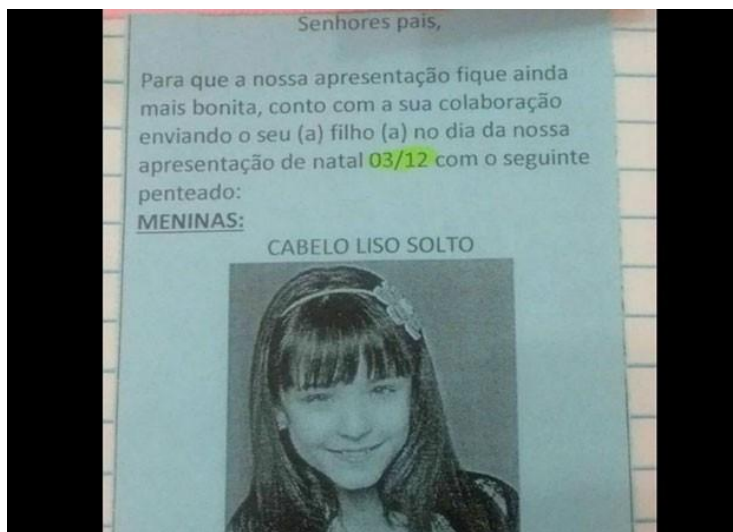 Senhores pais,
Para que a nossa apresentação fique ainda
mais bonita, conto com a sua colaboração
enviando o seu (a) filho (a) no dia da nossa
apresentação de natal 03/12 com o seguinte
penteado:
MENINAS:
CABELO LISO SOLTO